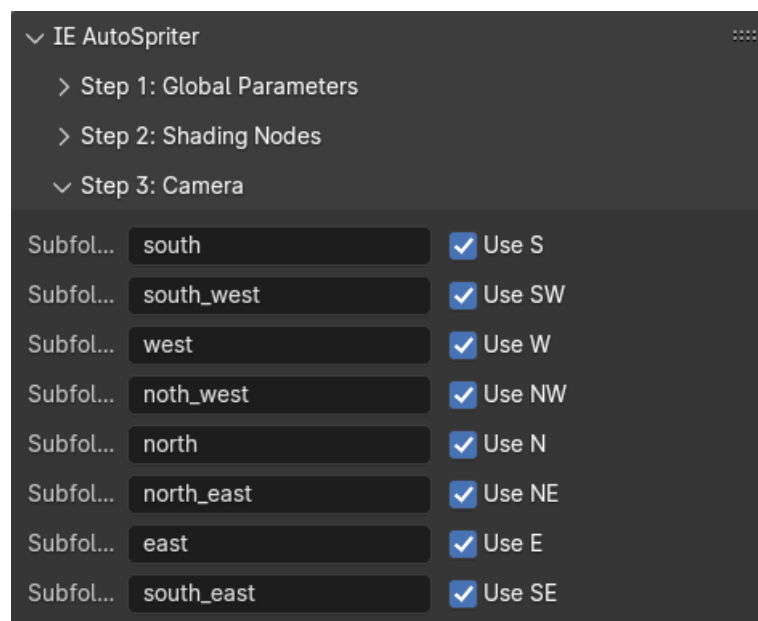 IE AutoSpriter
Step 1: Global Parameters
Step 2: Shading Nodes
Step 3: Camera
Subfol... south Use S
Subfol... south_west Use SW
Subfol... west Use W
Subfol... noth_west Use NW
Subfol... north Use N
Subfol... north_east Use NE
Subfol... east Use E
Subfol... south_east Use SE